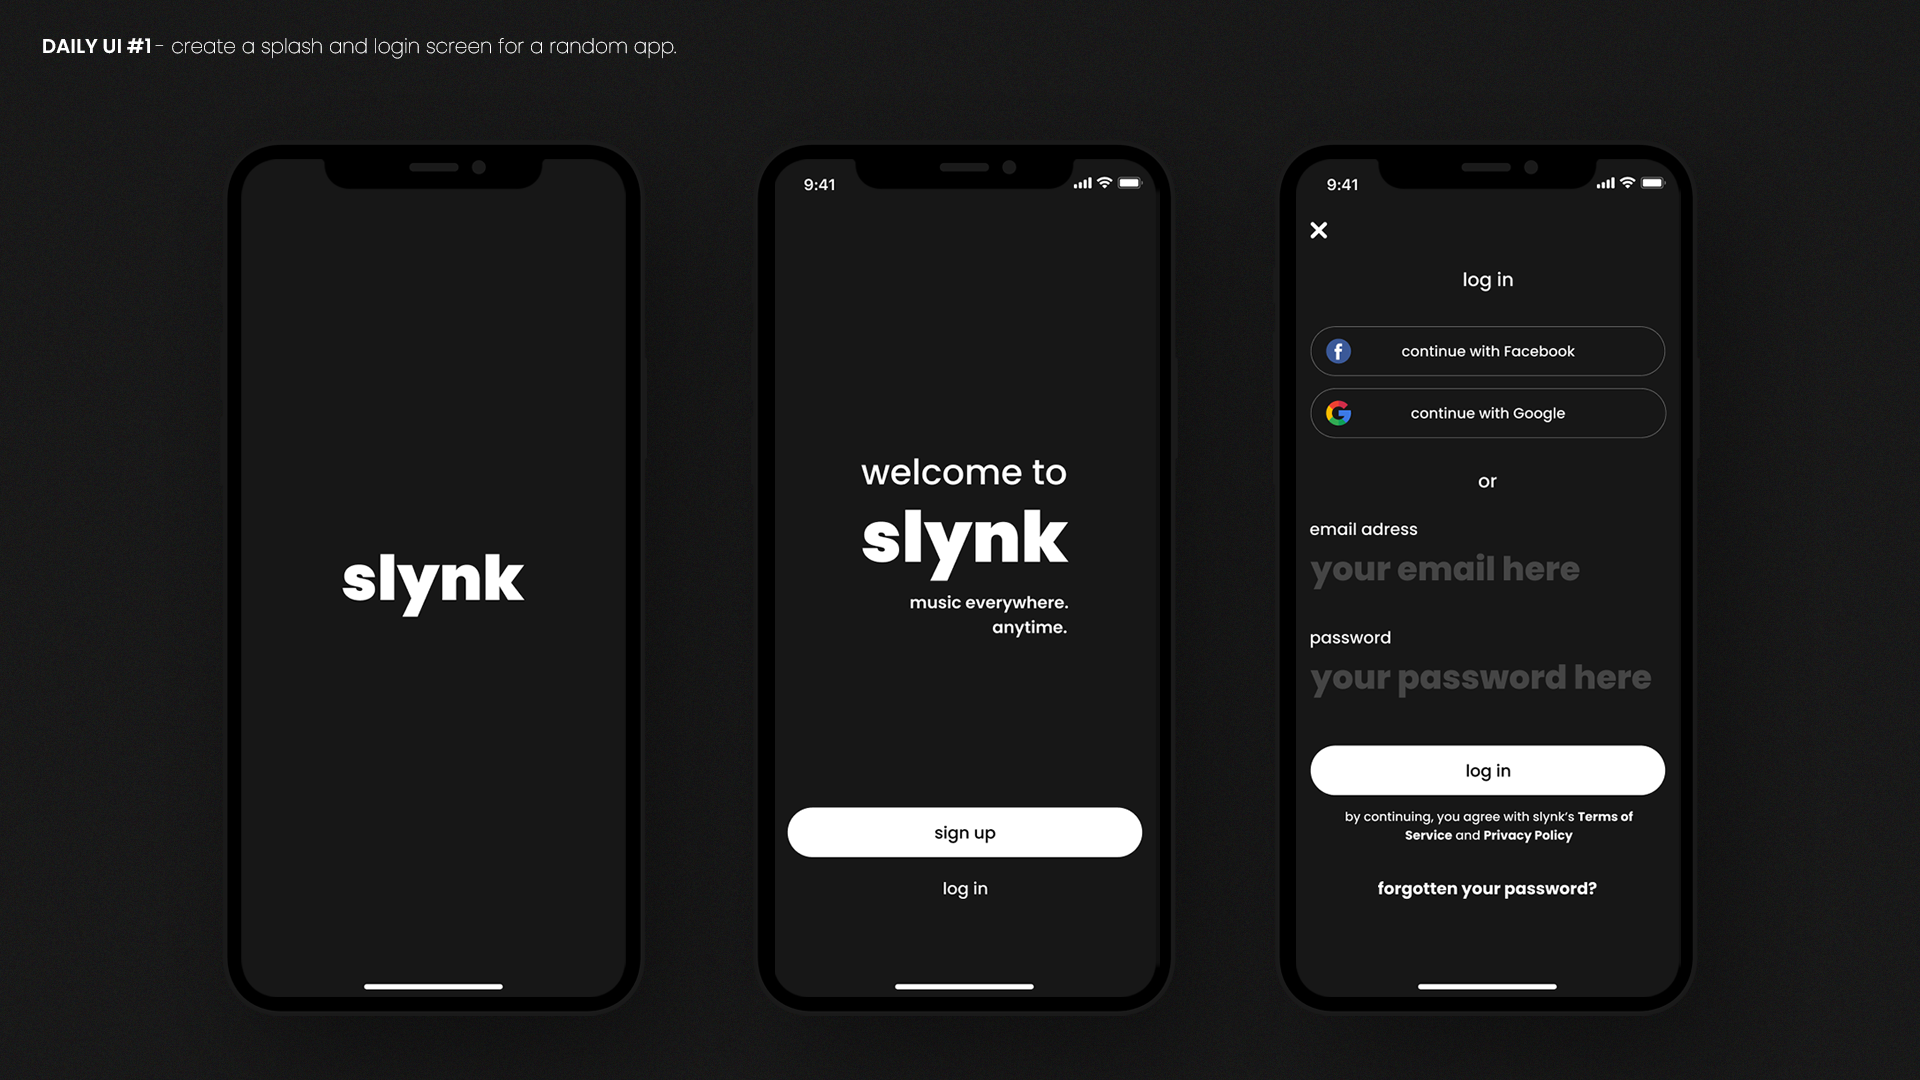 DAILY UI #1 - create a splash and login screen for a random app.
slynk
9:41
welcome to
slynk
music everywhere.
anytime.
sign up
log in
9:41
log in
continue with Facebook
continue with Google
or
email adress
your email here
password
your password here
log in
by continuing, you agree with slynk's Terms of
Service and Privacy Policy
forgotten your password?